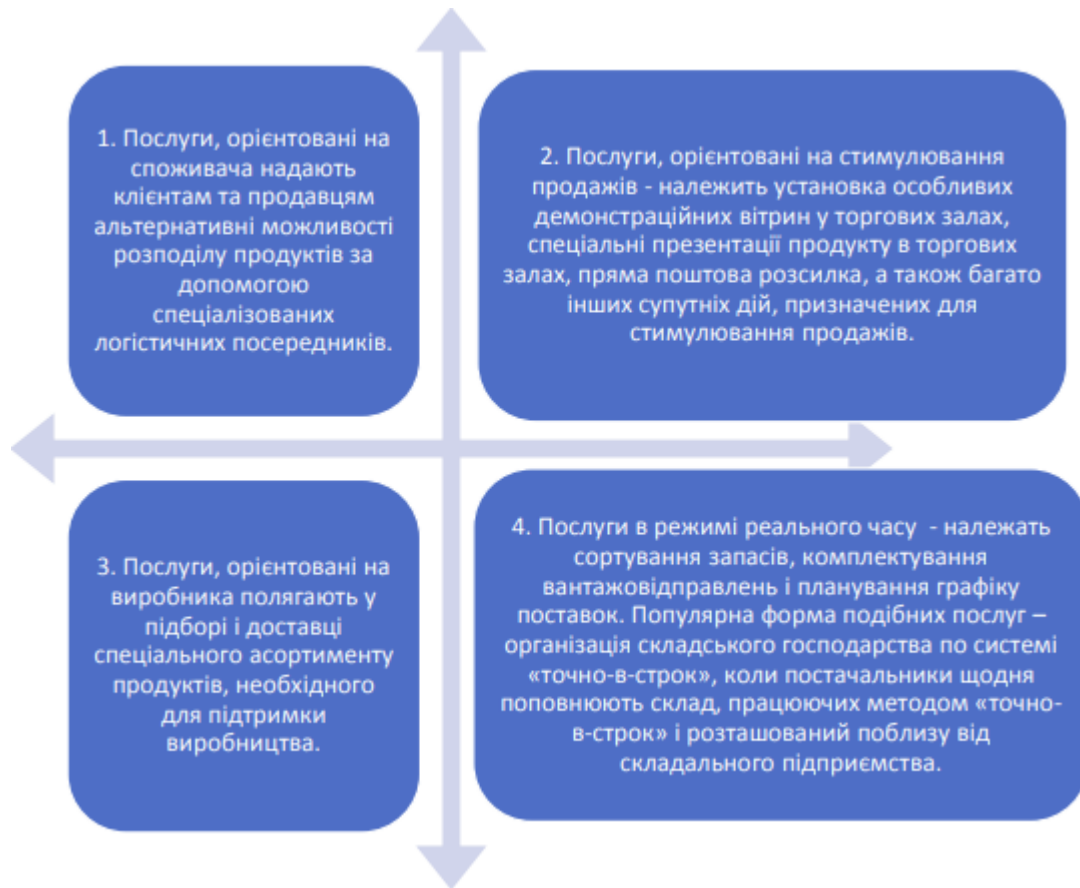 1. Послуги, орієнтовані на
споживача надають
клієнтам та продавцям
альтернативні можливості
розподілу продуктів за
допомогою
спеціалізованих
логістичних посередників.
2. Послуги, орієнтовані на стимулювання
продажів - належить установка особливих
демонстраційних вітрин у торгових залах,
спеціальні презентації продукту в торгових
залах, пряма поштова розсилка, а також багато
інших супутніх дій, призначених для
стимулювання продажів.
3. Послуги, орієнтовані на
виробника полягають у
підборі і доставці
спеціального асортименту
продуктів, необхідного
для підтримки
виробництва.
4. Послуги в режимі реального часу - належать
сортування запасів, комплектування
вантажовідправлень і планування графіку
поставок. Популярна форма подібних послуг –
організація складського господарства по системі
«точно-в-строк», коли постачальники щодня
поповнюють склад, працюючих методом «точно-
в-строк» і розташований поблизу від
складального підприємства.